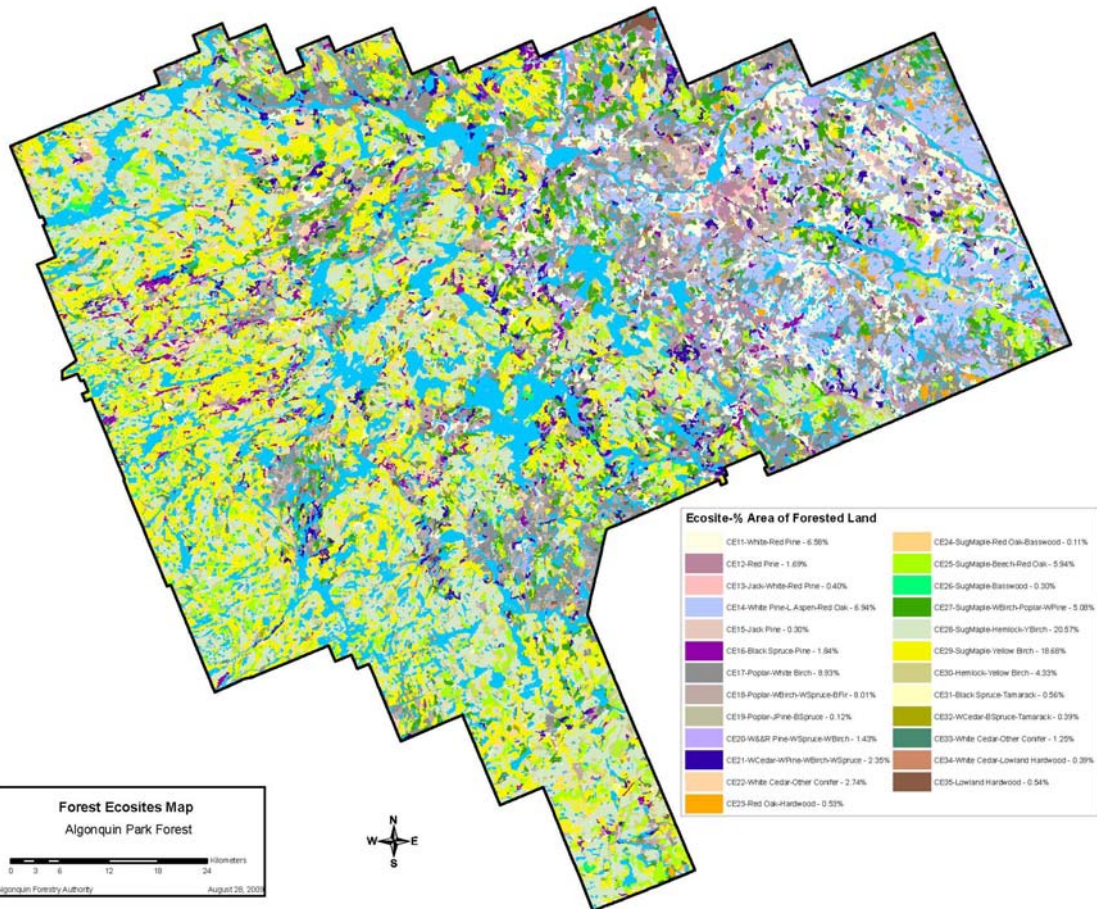 Ecosite-% Area of Forested Land
CE11-White-Red Pine - 6.58%
CE12-Red Pine - 1.69%
CE13-Jack-White-Red Pine - 0.40%
CE14-White Pine-L.Aspen-Red Oak - 6.94%
CE15-Jack Pine - 0.30%
CE16-Black Spruce-Pine - 1.84%
CE17-Poplar-White Birch - 8.93%
CE18-Poplar-WBirch-WSpruce-BFir - 8.01%
CE19-Poplar-JPine-BSpruce - 0.12%
CE20-W&R Pine-WSpruce-WBirch - 1.43%
CE21-WCedar-WPine-WBirch-WSpruce - 2.35%
CE22-White Cedar-Other Conifer - 2.74%
CE23-Red Oak-Hardwood - 0.53%
CE24-SugMaple-Red Oak-Basswood - 0.11%
CE25-SugMaple-Beech-Red Oak - 5.94%
CE26-SugMaple-Basswood - 0.30%
CE27-SugMaple-WBirch-Poplar-WPine - 5.08%
CE28-SugMaple-Hemlock-YBirch - 20.57%
CE29-SugMaple-Yellow Birch - 18.68%
CE30-Hemlock-Yellow Birch - 4.33%
CE31-Black Spruce-Tamarack - 0.56%
CE32-WCedar-BSpruce-Tamarack - 0.39%
CE33-White Cedar-Other Conifer - 1.25%
CE34-White Cedar-Lowland Hardwood - 0.39%
CE35-Lowland Hardwood - 0.54%
Forest Ecosites Map
Algonquin Park Forest
Kilometers
0 3 6 12 18 24
Algonquin Forestry Authority August 28,
N
W E
S